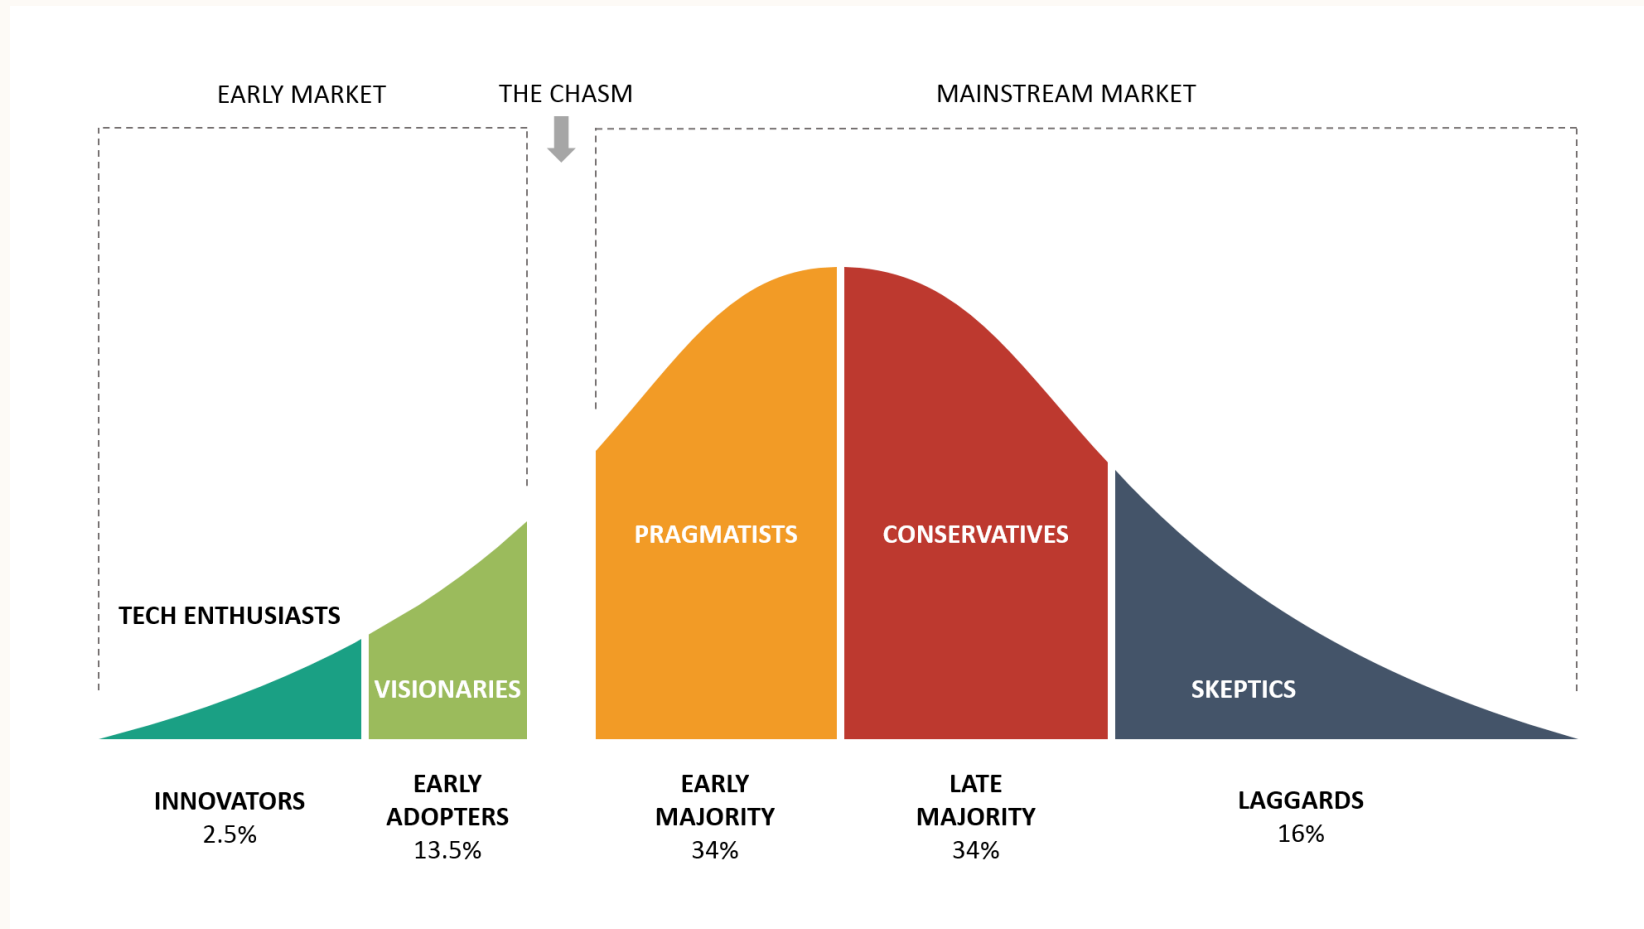 EARLY MARKET
THE CHASM
MAINSTREAM MARKET
TECH ENTHUSIASTS
VISIONARIES
PRAGMATISTS
CONSERVATIVES
SKEPTICS
INNOVATORS
2.5%
EARLY
ADOPTERS
13.5%
EARLY
MAJORITY
34%
LATE
MAJORITY
34%
LAGGARDS
16%